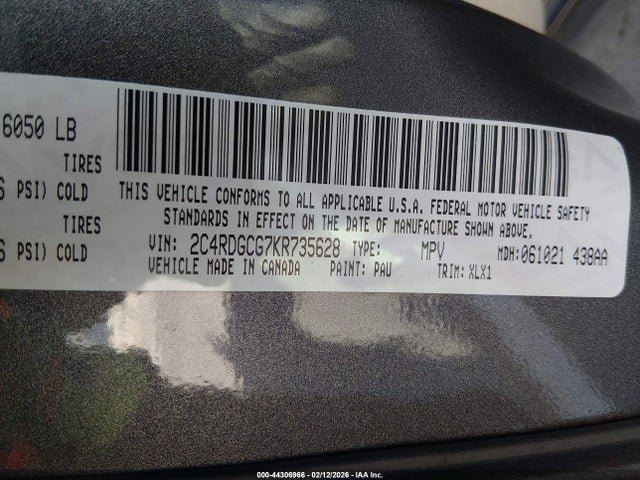 6050 LB
TIRES
PSI) COLD
TIRES
PSI) COLD
THIS VEHICLE CONFORMS TO ALL APPLICABLE U.S.A. FEDERAL MOTOR VEHICLE SAFETY
STANDARDS IN EFFECT ON THE DATE OF MANUFACTURE SHOWN ABOVE.
VIN: 2C4RDGCG7KR735628 TYPE: MPV MDH: 061021 438AA
VEHICLE MADE IN CANADA PAINT: PAU TRIM: XLX1
000-44306966 - 02/12/2026 - IAA Inc.